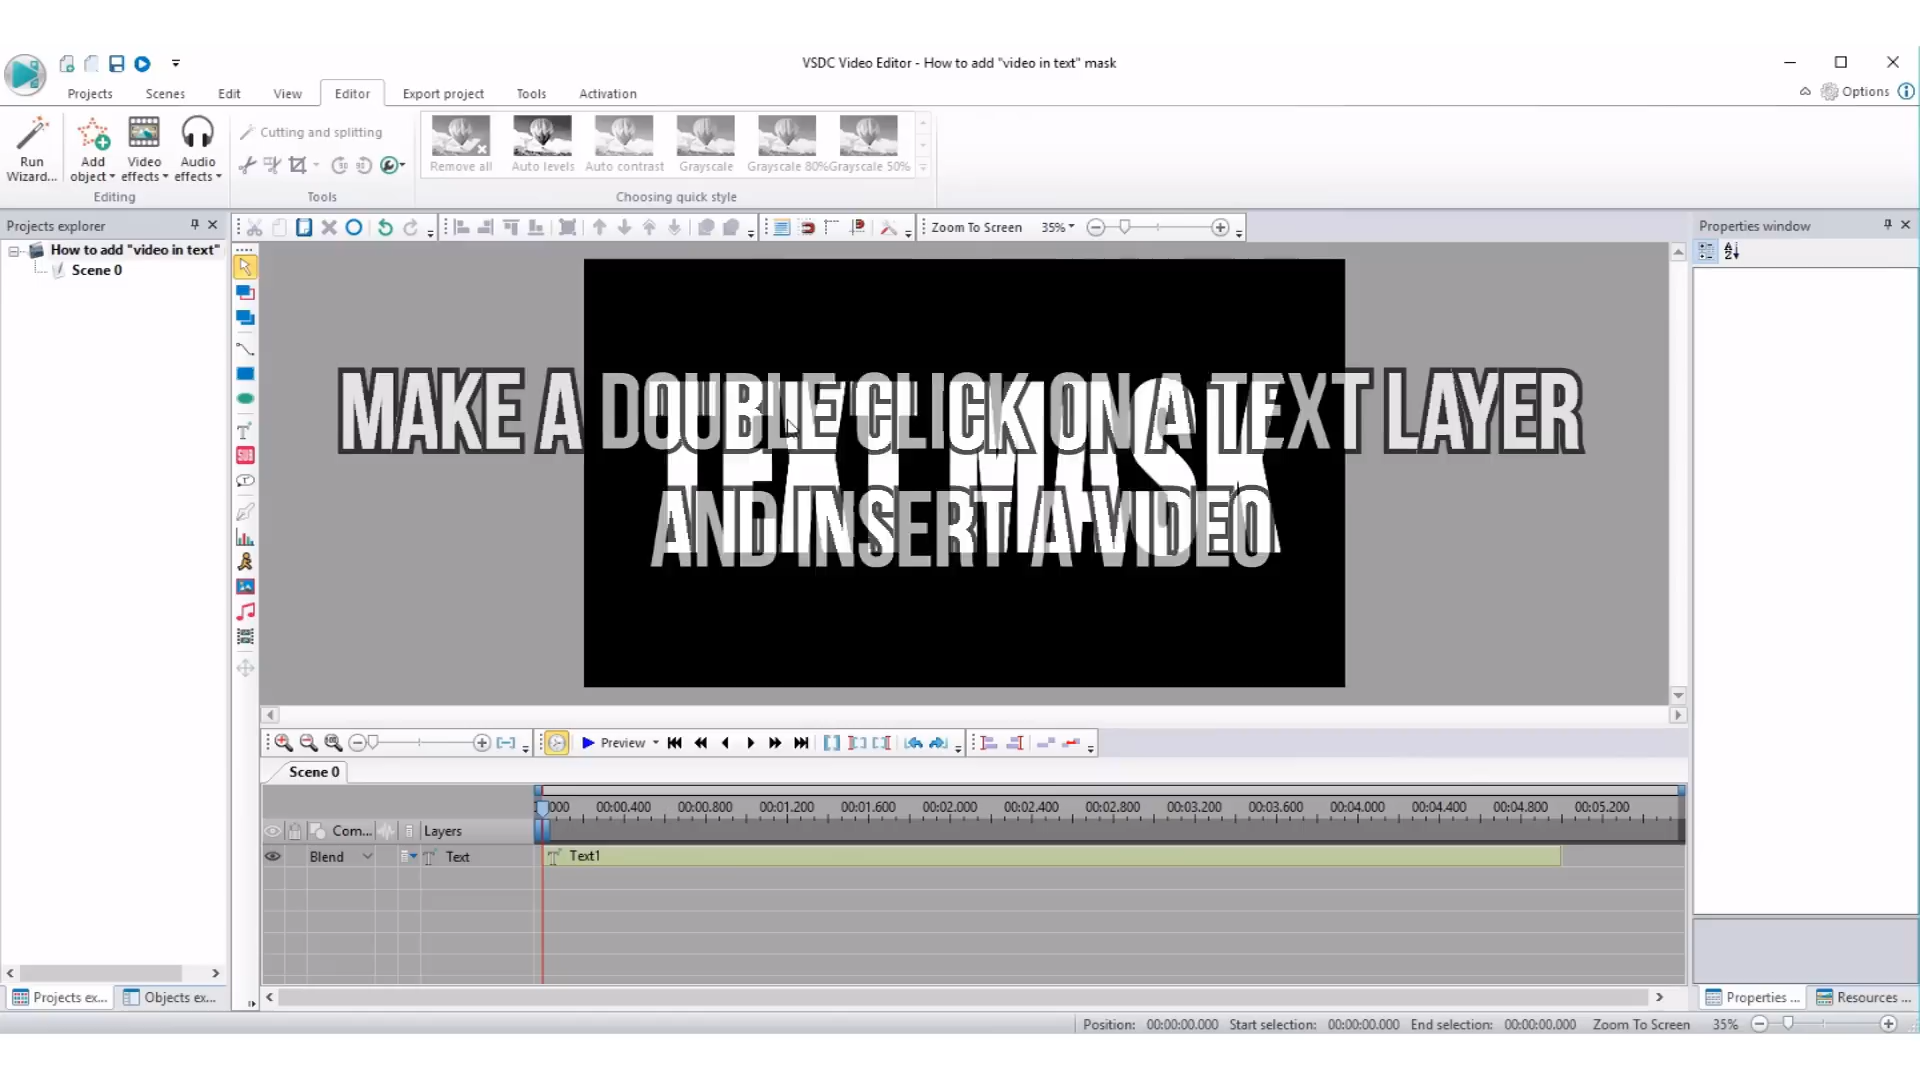 VSDC Video Editor - How to add "video in text" mask
Projects Scenes Edit View Editor Export project Tools Activation Options
Run Wizard...
Add object
Video effects
Audio effects
Editing
Cutting and splitting
Tools
Remove all Auto levels Auto contrast Grayscale Grayscale 80% Grayscale 50%
Choosing quick style
Projects explorer
Zoom To Screen 35%
Properties window
How to add "video in text"
Scene 0
SUB
TEXT MASK
MAKE A DOUBLE CLICK ON A TEXT LAYER
AND INSERT A VIDEO
Preview
Scene 0
000 00:00.400 00:00.800 00:01.200 00:01.600 00:02.000 00:02.400 00:02.800 00:03.200 00:03.600 00:04.000 00:04.400 00:04.800 00:05.200
Com... Layers
Blend Text Text1
Projects ex... Objects ex... Properties ... Resources ...
Position: 00:00:00.000 Start selection: 00:00:00.000 End selection: 00:00:00.000 Zoom To Screen 35%